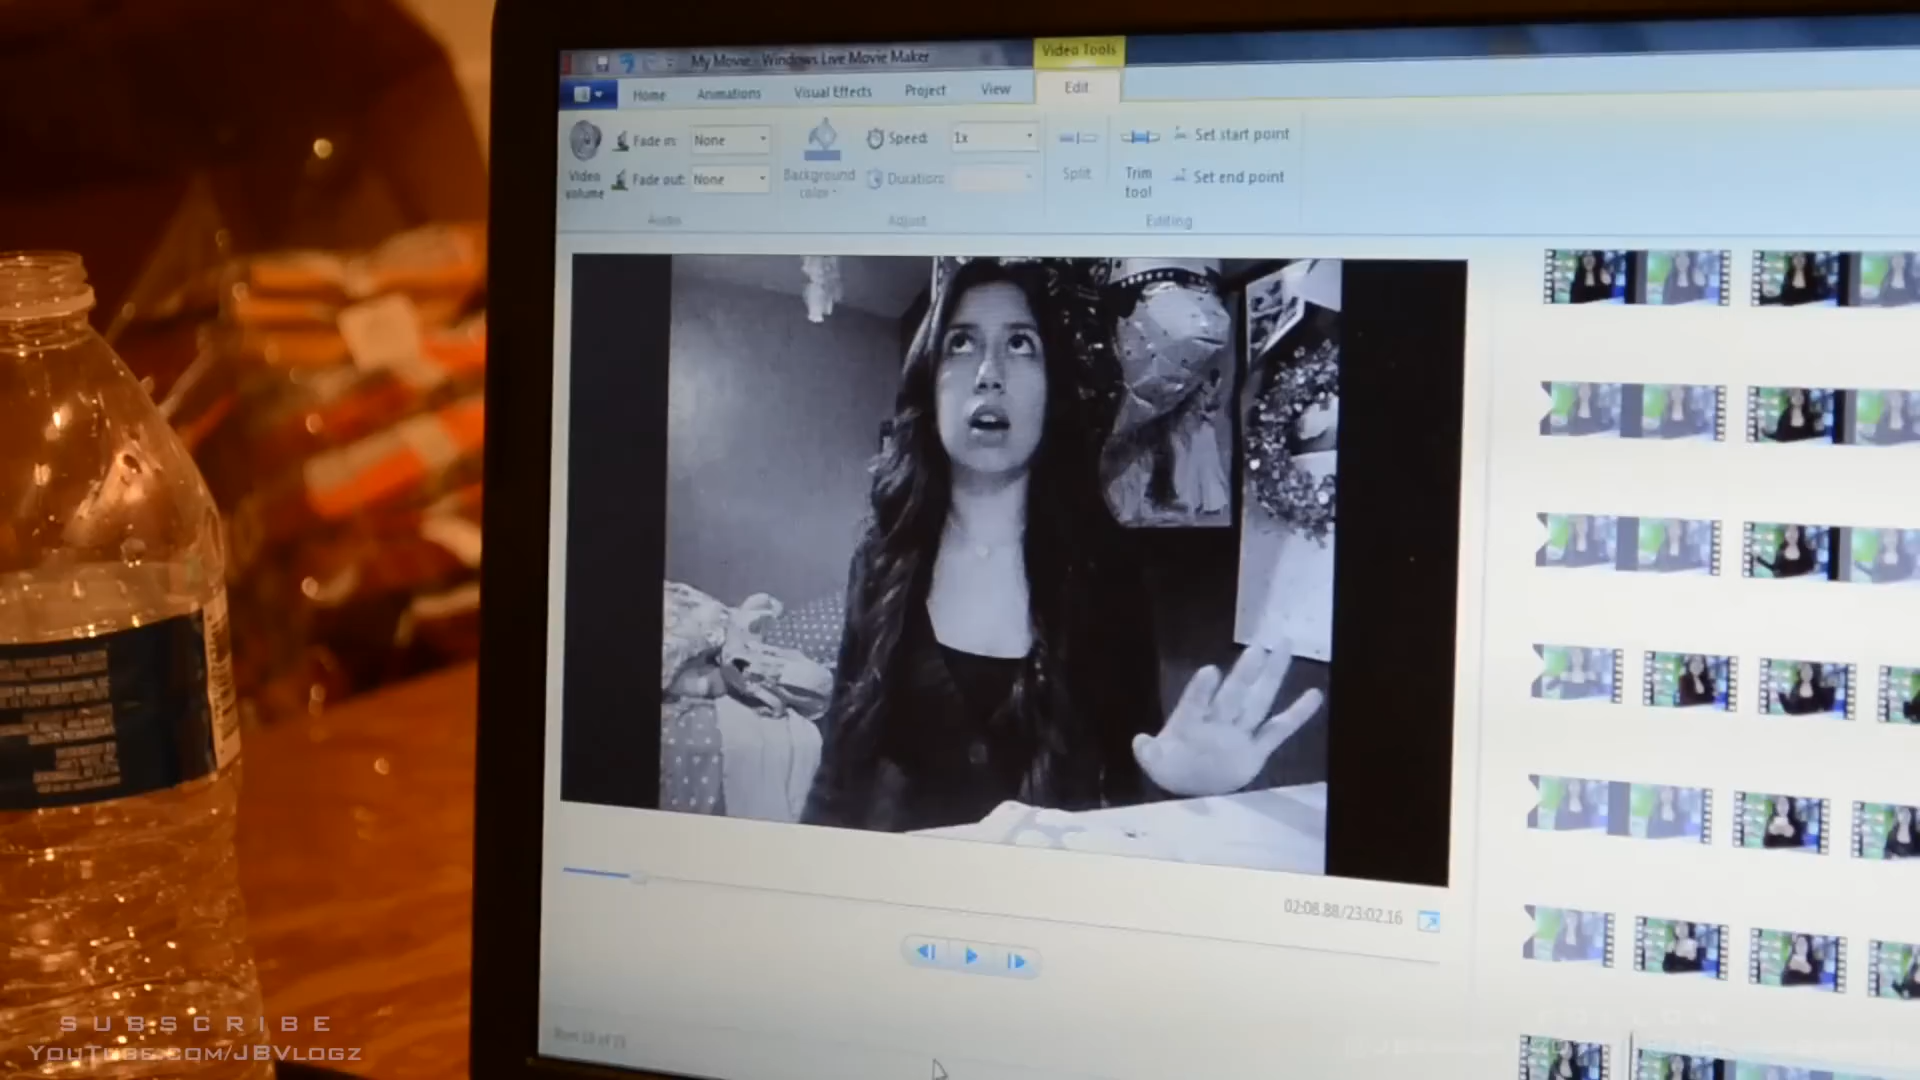 My Movie - Windows Live Movie Maker
Video Tools
Home
Animations
Visual Effects
Project
View
Edit
Video volume
Fade in: None
Fade out: None
Audio
Background color
Speed: 1x
Duration:
Adjust
Split
Trim tool
Set start point
Set end point
Editing
02:08.88/23:02.16
SUBSCRIBE
YouTube.com/JBVlogz